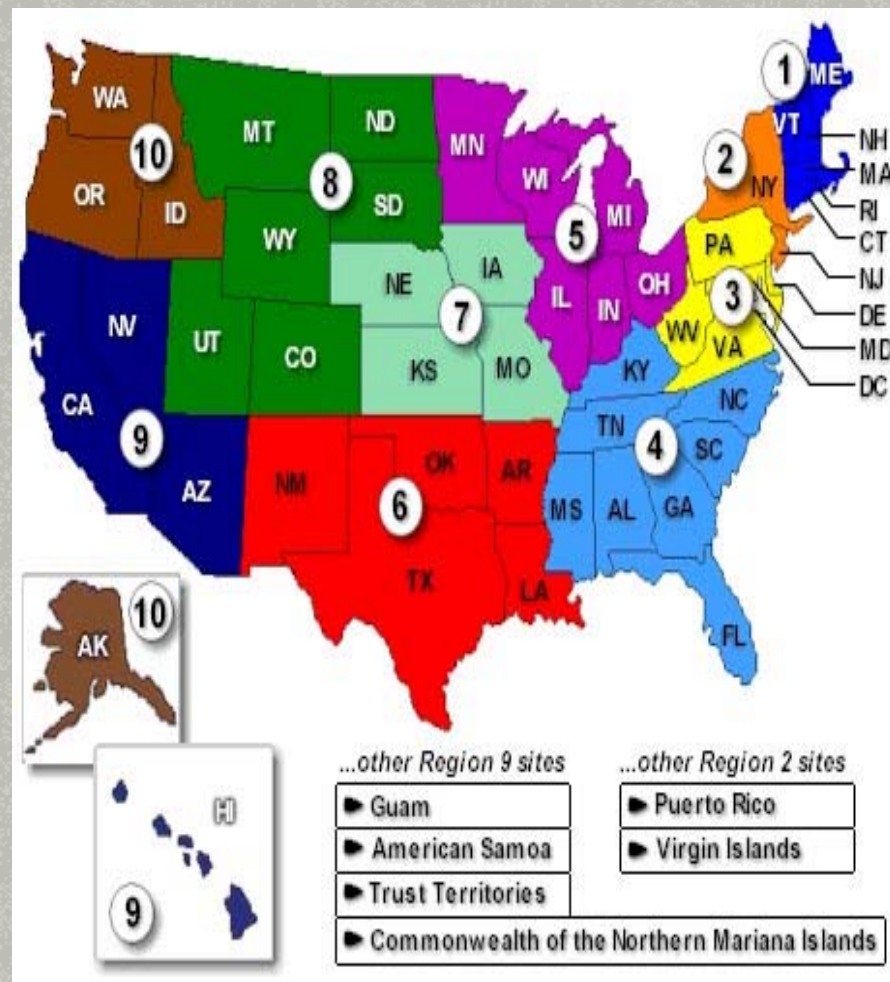 1
ME
WA
MT
ND
MN
VT
NH
10
2
MA
OR
ID
8
SD
WI
MI
NY
RI
CT
WY
5
PA
NJ
NE
IA
IL
IN
OH
3
DE
NV
UT
CO
7
WV
VA
MD
KS
MO
KY
DC
CA
NC
9
TN
4
SC
AZ
NM
OK
AR
6
MS
AL
GA
TX
LA
FL
10
AK
HI
9
...other Region 9 sites
Guam
American Samoa
Trust Territories
Commonwealth of the Northern Mariana Islands
...other Region 2 sites
Puerto Rico
Virgin Islands